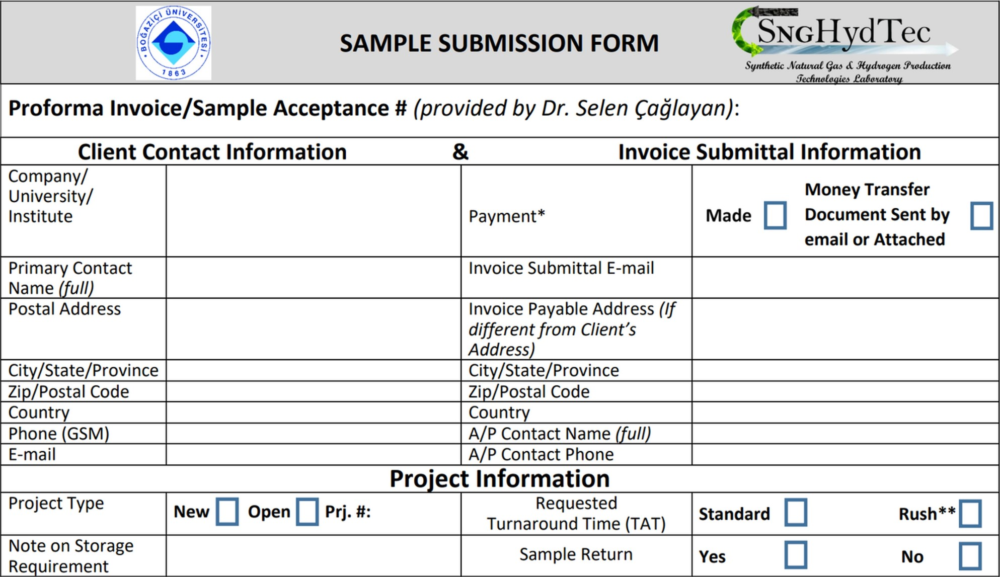 BOĞAZİÇİ ÜNİVERSİTESİ
1863
SAMPLE SUBMISSION FORM
SNGHydTec
Synthetic Natural Gas & Hydrogen Production
Technologies Laboratory
Proforma Invoice/Sample Acceptance # (provided by Dr. Selen Çağlayan):
Client Contact Information & Invoice Submittal Information
Company/
University/
Institute
Payment*
Made
Money Transfer
Document Sent by
email or Attached
Primary Contact
Name (full)
Invoice Submittal E-mail
Postal Address
Invoice Payable Address (If
different from Client’s
Address)
City/State/Province
City/State/Province
Zip/Postal Code
Zip/Postal Code
Country
Country
Phone (GSM)
A/P Contact Name (full)
E-mail
A/P Contact Phone
Project Information
Project Type
New Open Prj. #:
Requested
Turnaround Time (TAT)
Standard Rush**
Note on Storage
Requirement
Sample Return
Yes No